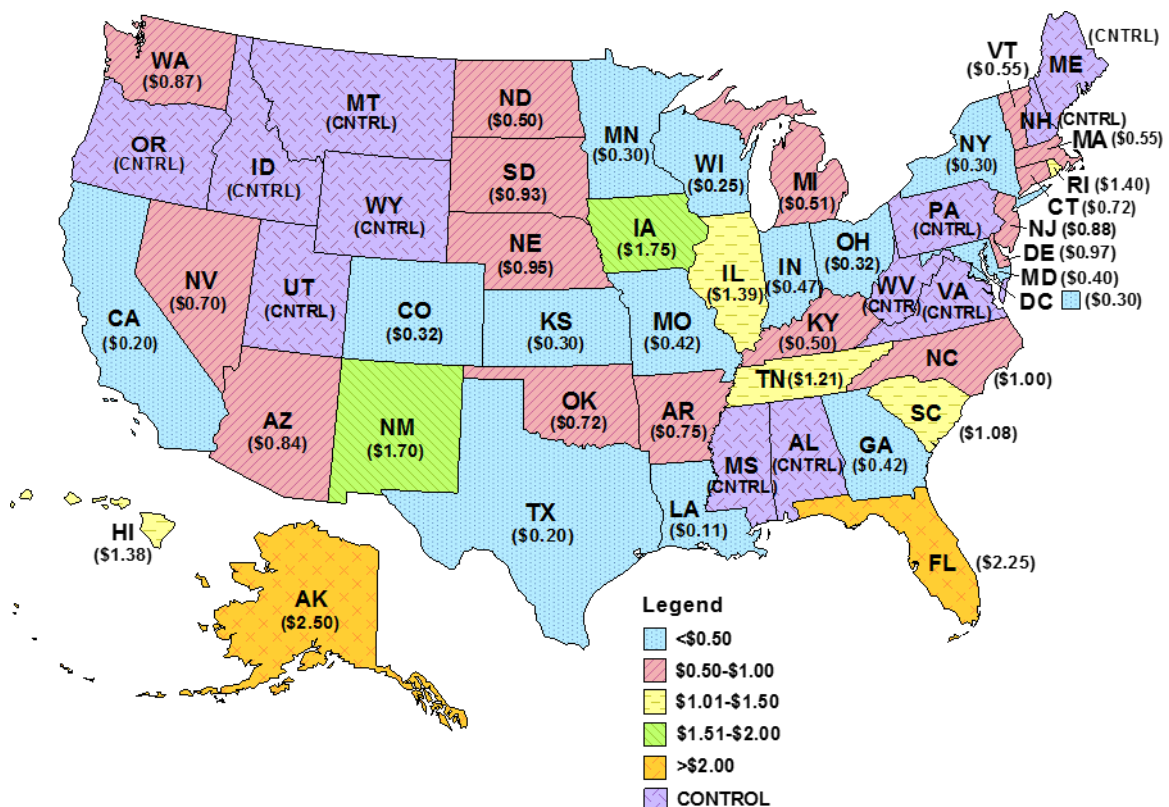 WA
($0.87)
OR
(CNTRL)
CA
($0.20)
NV
($0.70)
ID
(CNTRL)
MT
(CNTRL)
WY
(CNTRL)
UT
(CNTRL)
AZ
($0.84)
CO
($0.32)
NM
($1.70)
ND
($0.50)
SD
($0.93)
NE
($0.95)
KS
($0.30)
OK
($0.72)
TX
($0.20)
MN
($0.30)
IA
($1.75)
MO
($0.42)
AR
($0.75)
LA
($0.11)
WI
($0.25)
IL
($1.39)
MI
($0.51)
IN
($0.47)
OH
($0.32)
KY
($0.50)
TN ($1.21)
MS
(CNTRL)
AL
(CNTRL)
GA
($0.42)
FL
($2.25)
SC
($1.08)
NC
($1.00)
VA
(CNTRL)
WV
(CNTR)
PA
(CNTRL)
NY
($0.30)
VT
($0.55)
ME
(CNTRL)
NH (CNTRL)
MA ($0.55)
RI ($1.40)
CT ($0.72)
NJ ($0.88)
DE ($0.97)
MD ($0.40)
DC ($0.30)
HI
($1.38)
AK
($2.50)
Legend
<$0.50
$0.50-$1.00
$1.01-$1.50
$1.51-$2.00
>$2.00
CONTROL